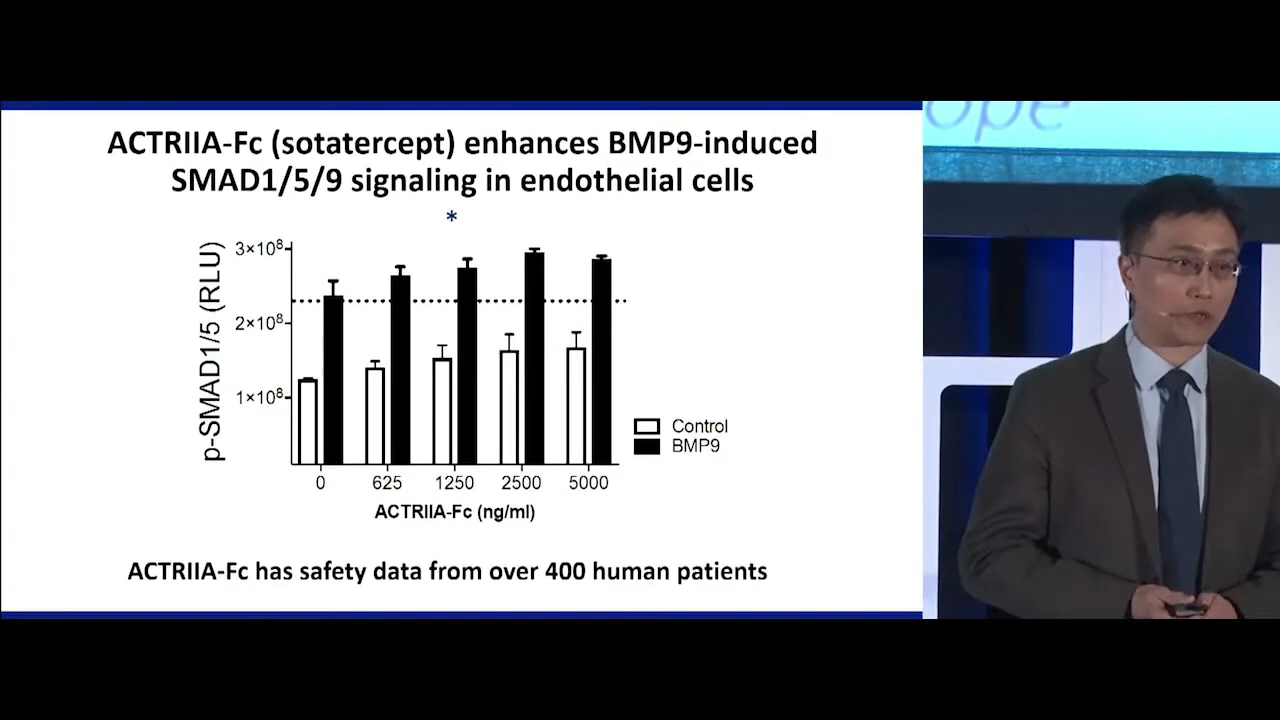 ACTRIIA-Fc (sotatercept) enhances BMP9-induced
SMAD1/5/9 signaling in endothelial cells
*
p-SMAD1/5 (RLU)
3×10⁸
2×10⁸
1×10⁸
0 625 1250 2500 5000
ACTRIIA-Fc (ng/ml)
Control
BMP9
ACTRIIA-Fc has safety data from over 400 human patients
ope